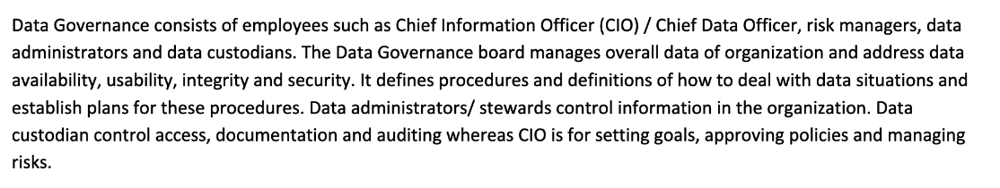 Data Governance consists of employees such as Chief Information Officer (CIO) / Chief Data Officer, risk managers, data
administrators and data custodians. The Data Governance board manages overall data of organization and address data
availability, usability, integrity and security. It defines procedures and definitions of how to deal with data situations and
establish plans for these procedures. Data administrators/ stewards control information in the organization. Data
custodian control access, documentation and auditing whereas CIO is for setting goals, approving policies and managing
risks.